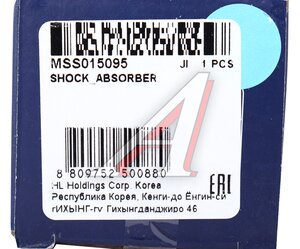 MSS015095 JI 1 PCS
SHOCK_ABSORBER
8 809752 500880
HL Holdings Corp. Korea
Республика Корея, Кенги-до Ёнгин-си
гИХЫНГ-гу Гихынгданджиро 46
EAC